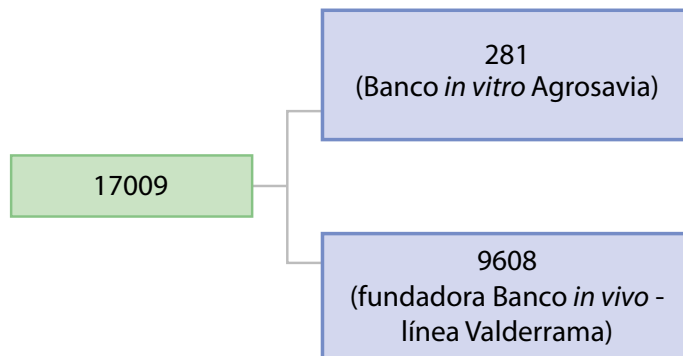 281
(Banco in vitro Agrosavia)
17009
9608
(fundadora Banco in vivo -
línea Valderrama)